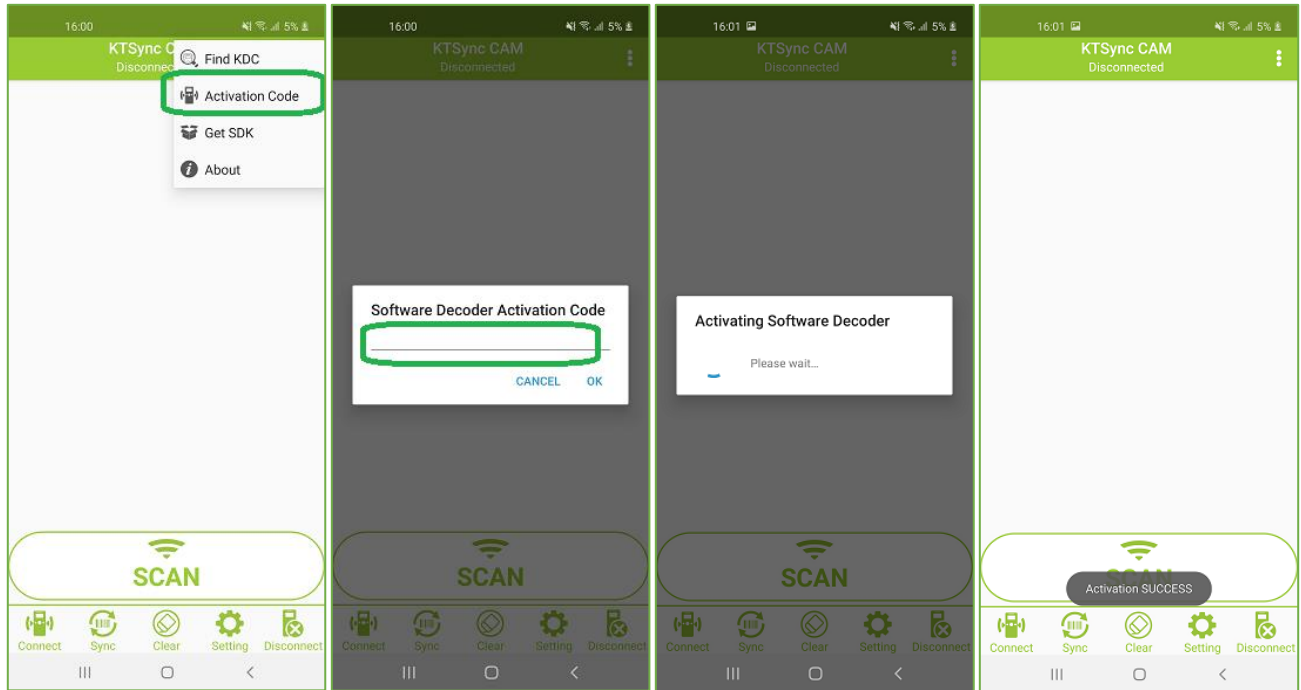 16:00
5%
KTSync C
Disconnec
Find KDC
Activation Code
Get SDK
About
SCAN
Connect
Sync
Clear
Setting
Disconnect
16:00
5%
KTSync CAM
Disconnected
Software Decoder Activation Code
CANCEL
OK
SCAN
Connect
Sync
Clear
Setting
Disconnect
16:01
5%
KTSync CAM
Disconnected
Activating Software Decoder
Please wait...
SCAN
Connect
Sync
Clear
Setting
Disconnect
16:01
5%
KTSync CAM
Disconnected
SCAN
Activation SUCCESS
Connect
Sync
Clear
Setting
Disconnect